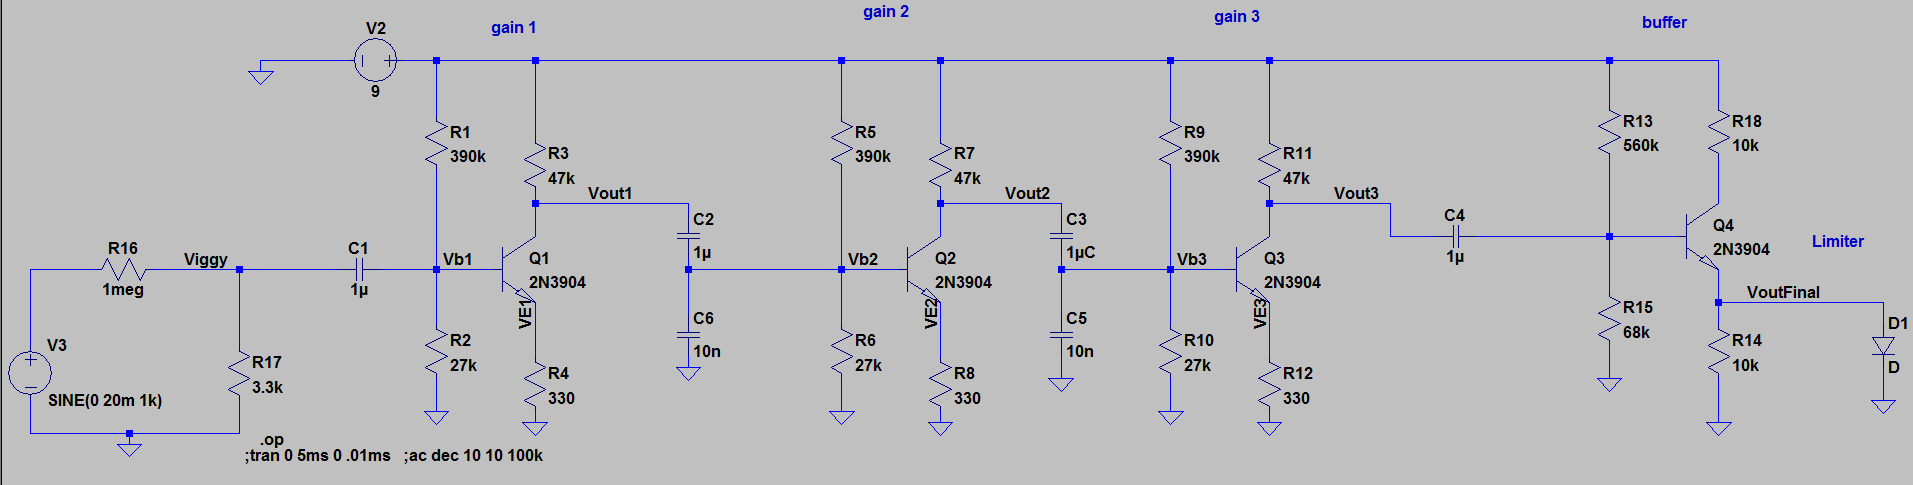 gain 1
gain 2
gain 3
buffer
V2
9
R1
390k
R3
47k
R5
390k
R7
47k
R9
390k
R11
47k
R13
560k
R18
10k
Vout1
Vout2
Vout3
C2
1µ
C3
1µC
C4
1µ
Q4
2N3904
Limiter
R16
1meg
Viggy
C1
1µ
Vb1
Q1
2N3904
Vb2
Q2
2N3904
Vb3
Q3
2N3904
VE1
VE2
VE3
VoutFinal
R15
68k
D1
D
C6
10n
C5
10n
R2
27k
R6
27k
R10
27k
R14
10k
V3
SINE(0 20m 1k)
R17
3.3k
R4
330
R8
330
R12
330
.op
;tran 0 5ms 0 .01ms
;ac dec 10 10 100k